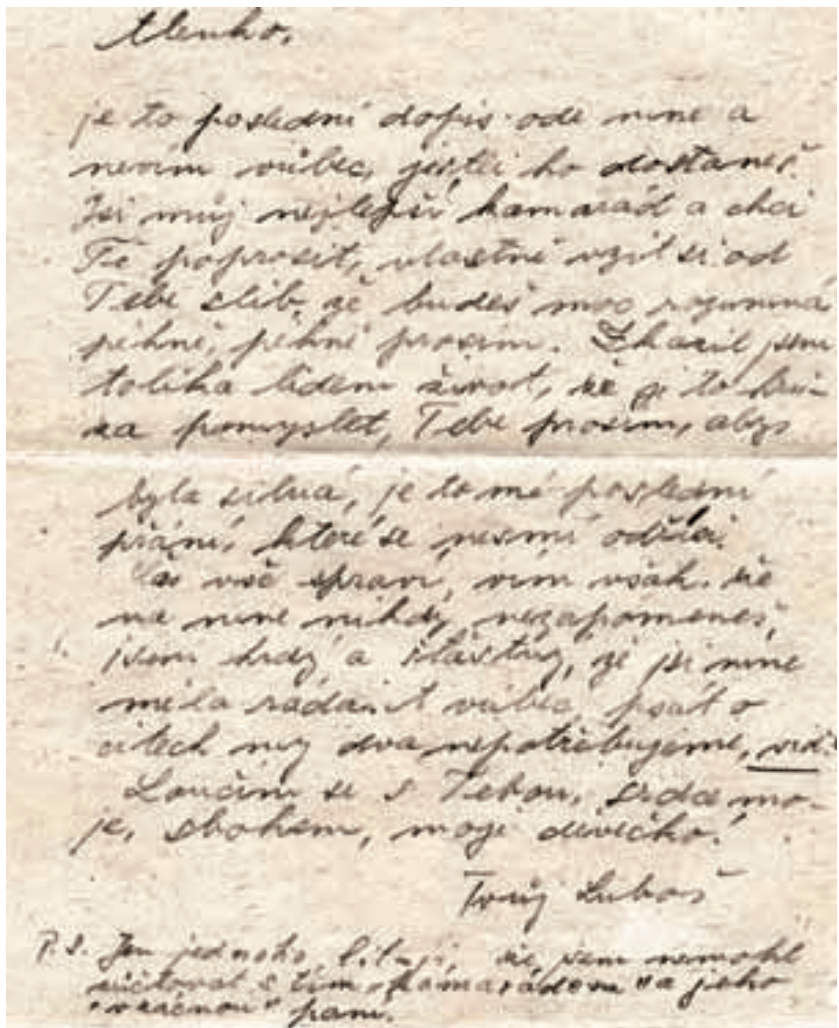 Alenko,
je to poslední dopis ode mne a
nevím vůbec, jestli ho dostaneš.
Jsi můj nejlepší kamarád a chci
Tě poprosit, vlastně vzít si od
Tebe slib, že budeš moc rozumná
pěkně, pěkně prosím. Zkazil jsem
tolika lidem život, že je to hrů-
za pomyslet, Tebe prosím, abys
byla silná, je to mé poslední
přání, které se nesmí odříci.
Čas vše spraví, vím však, že
na mne nikdy nezapomeneš,
jsem hrdý a šťastný, že jsi mne
měla ráda. A vůbec psát o
citech my dva nepotřebujeme, viď.
Loučím se s Tebou, srdce mo-
je, sbohem, moje děvečko!
Tvůj Luboš
P.S. Jen jednoho lituji, že jsem nemohl
súčtovat s tím "kamarádem" a jeho
"vzácnou" paní.